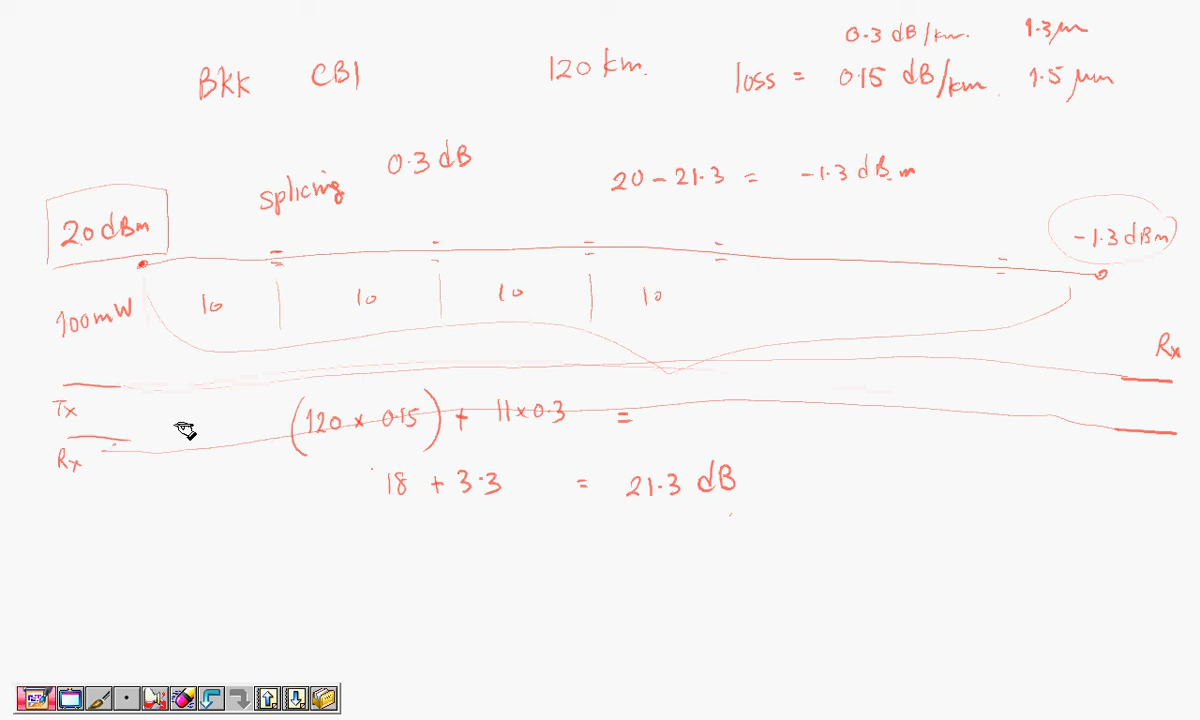 0.3 dB/km. 1.3 µm
BKK CBI 120 km. loss = 0.15 dB/km. 1.5 µm
splicing 0.3 dB 20 - 21.3 = -1.3 dBm
20 dBm -1.3 dBm
100mW 10 10 10 10
Rx
Tx (120 x 0.15) + 11 x 0.3 =
Rx
18 + 3.3 = 21.3 dB